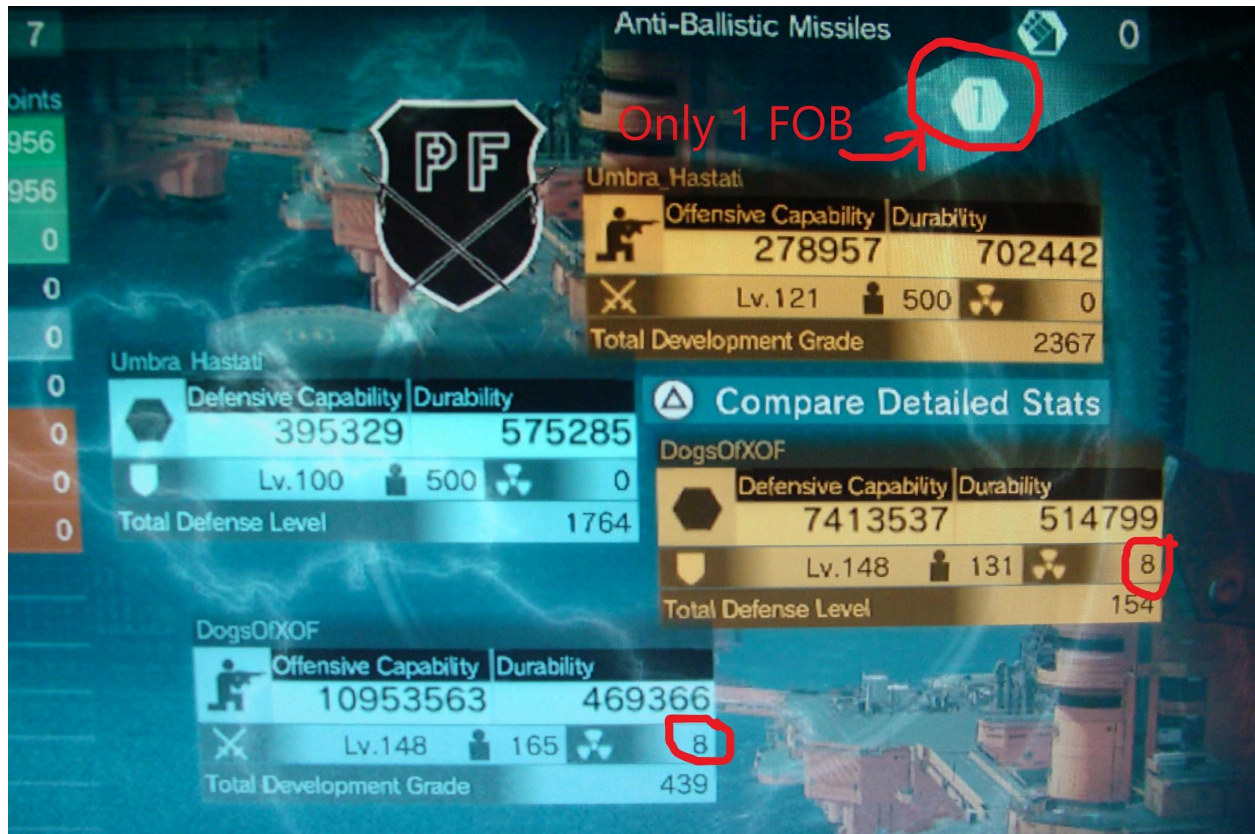 7
Anti-Ballistic Missiles 0
oints
956
956
0
0
0
0
0
0
0
PF
Only 1 FOB
1
Umbra_Hastati
Offensive Capability Durability
278957 702442
Lv.121 500 0
Total Development Grade 2367
Umbra_Hastati
Defensive Capability Durability
395329 575285
Lv.100 500 0
Total Defense Level 1764
Compare Detailed Stats
DogsOfXOF
Defensive Capability Durability
7413537 514799
Lv.148 131 8
Total Defense Level 154
DogsOfXOF
Offensive Capability Durability
10953563 469366
Lv.148 165 8
Total Development Grade 439